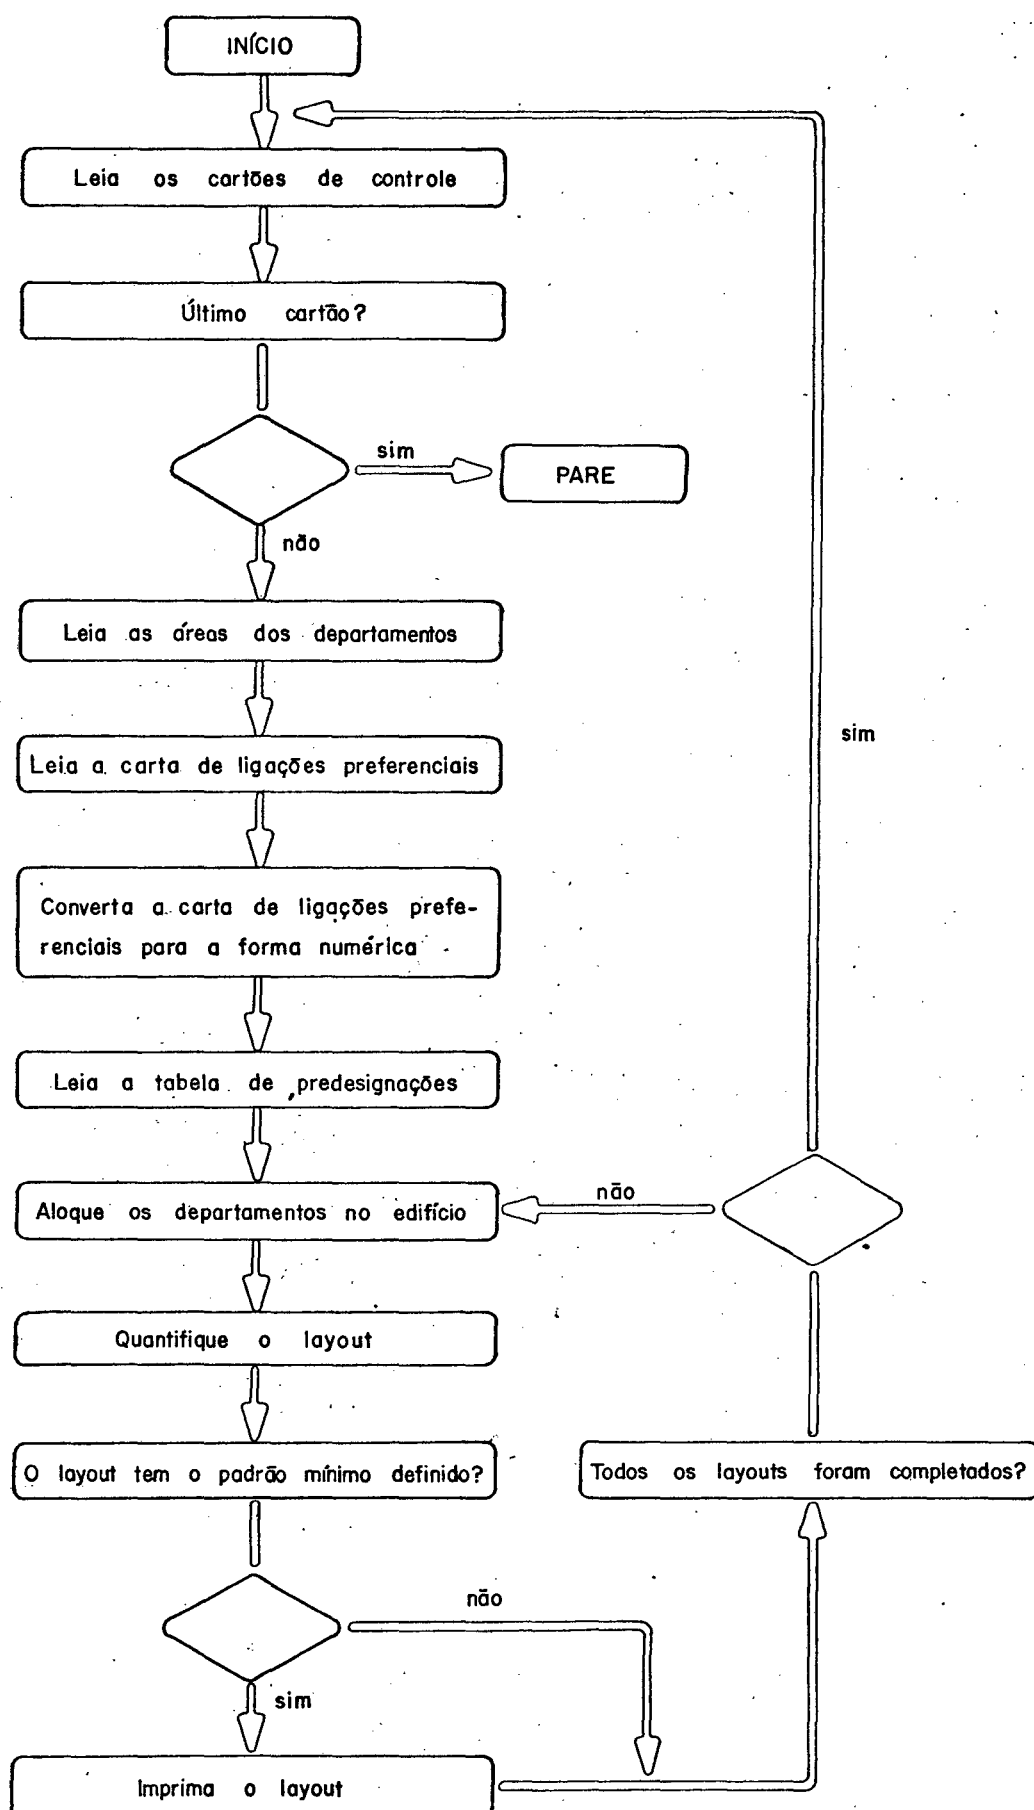 INÍCIO
Leia os cartões de controle
Último cartão?
sim
PARE
não
Leia as áreas dos departamentos
sim
Leia a carta de ligações preferenciais
Converta a carta de ligações prefe-
renciais para a forma numérica
Leia a tabela de predesignações
não
Aloque os departamentos no edifício
Quantifique o layout
O layout tem o padrão mínimo definido?
Todos os layouts foram completados?
não
sim
Imprima o layout